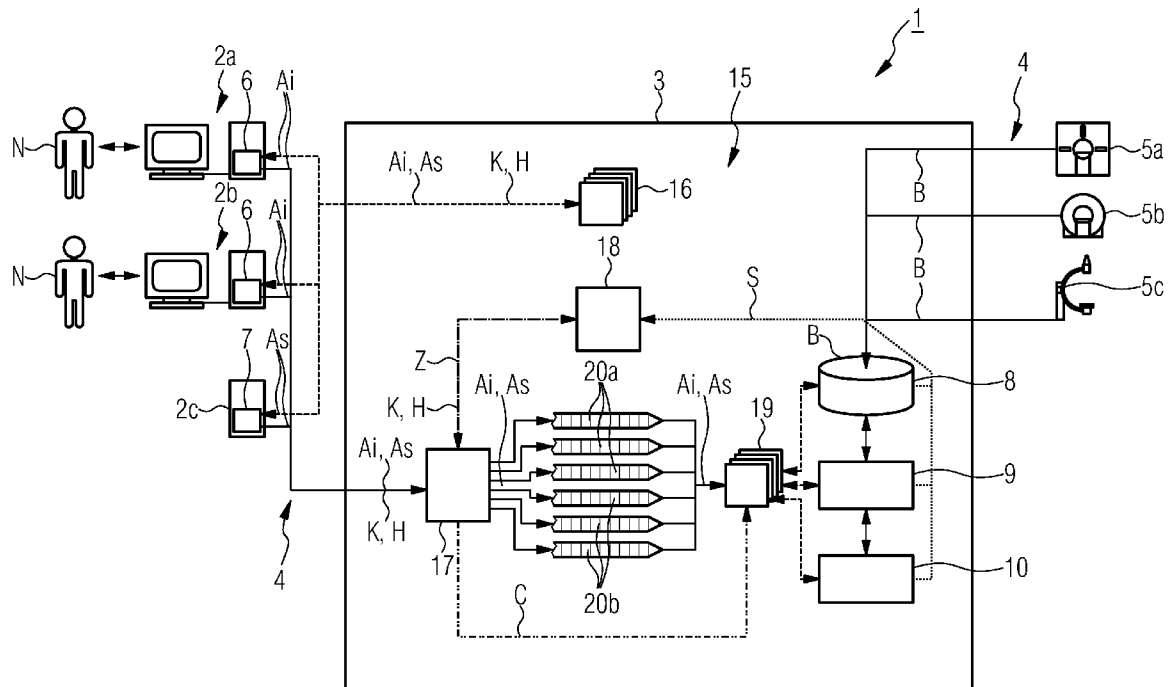 1
2a
6
Ai
3
15
4
N
5a
Ai, As
K, H
16
B
2b
6
Ai
5b
18
B
N
S
B
5c
As
7
Z
20a
B
2c
K, H
Ai, As
Ai, As
8
19
Ai, As
9
K, H
4
17
20b
10
C